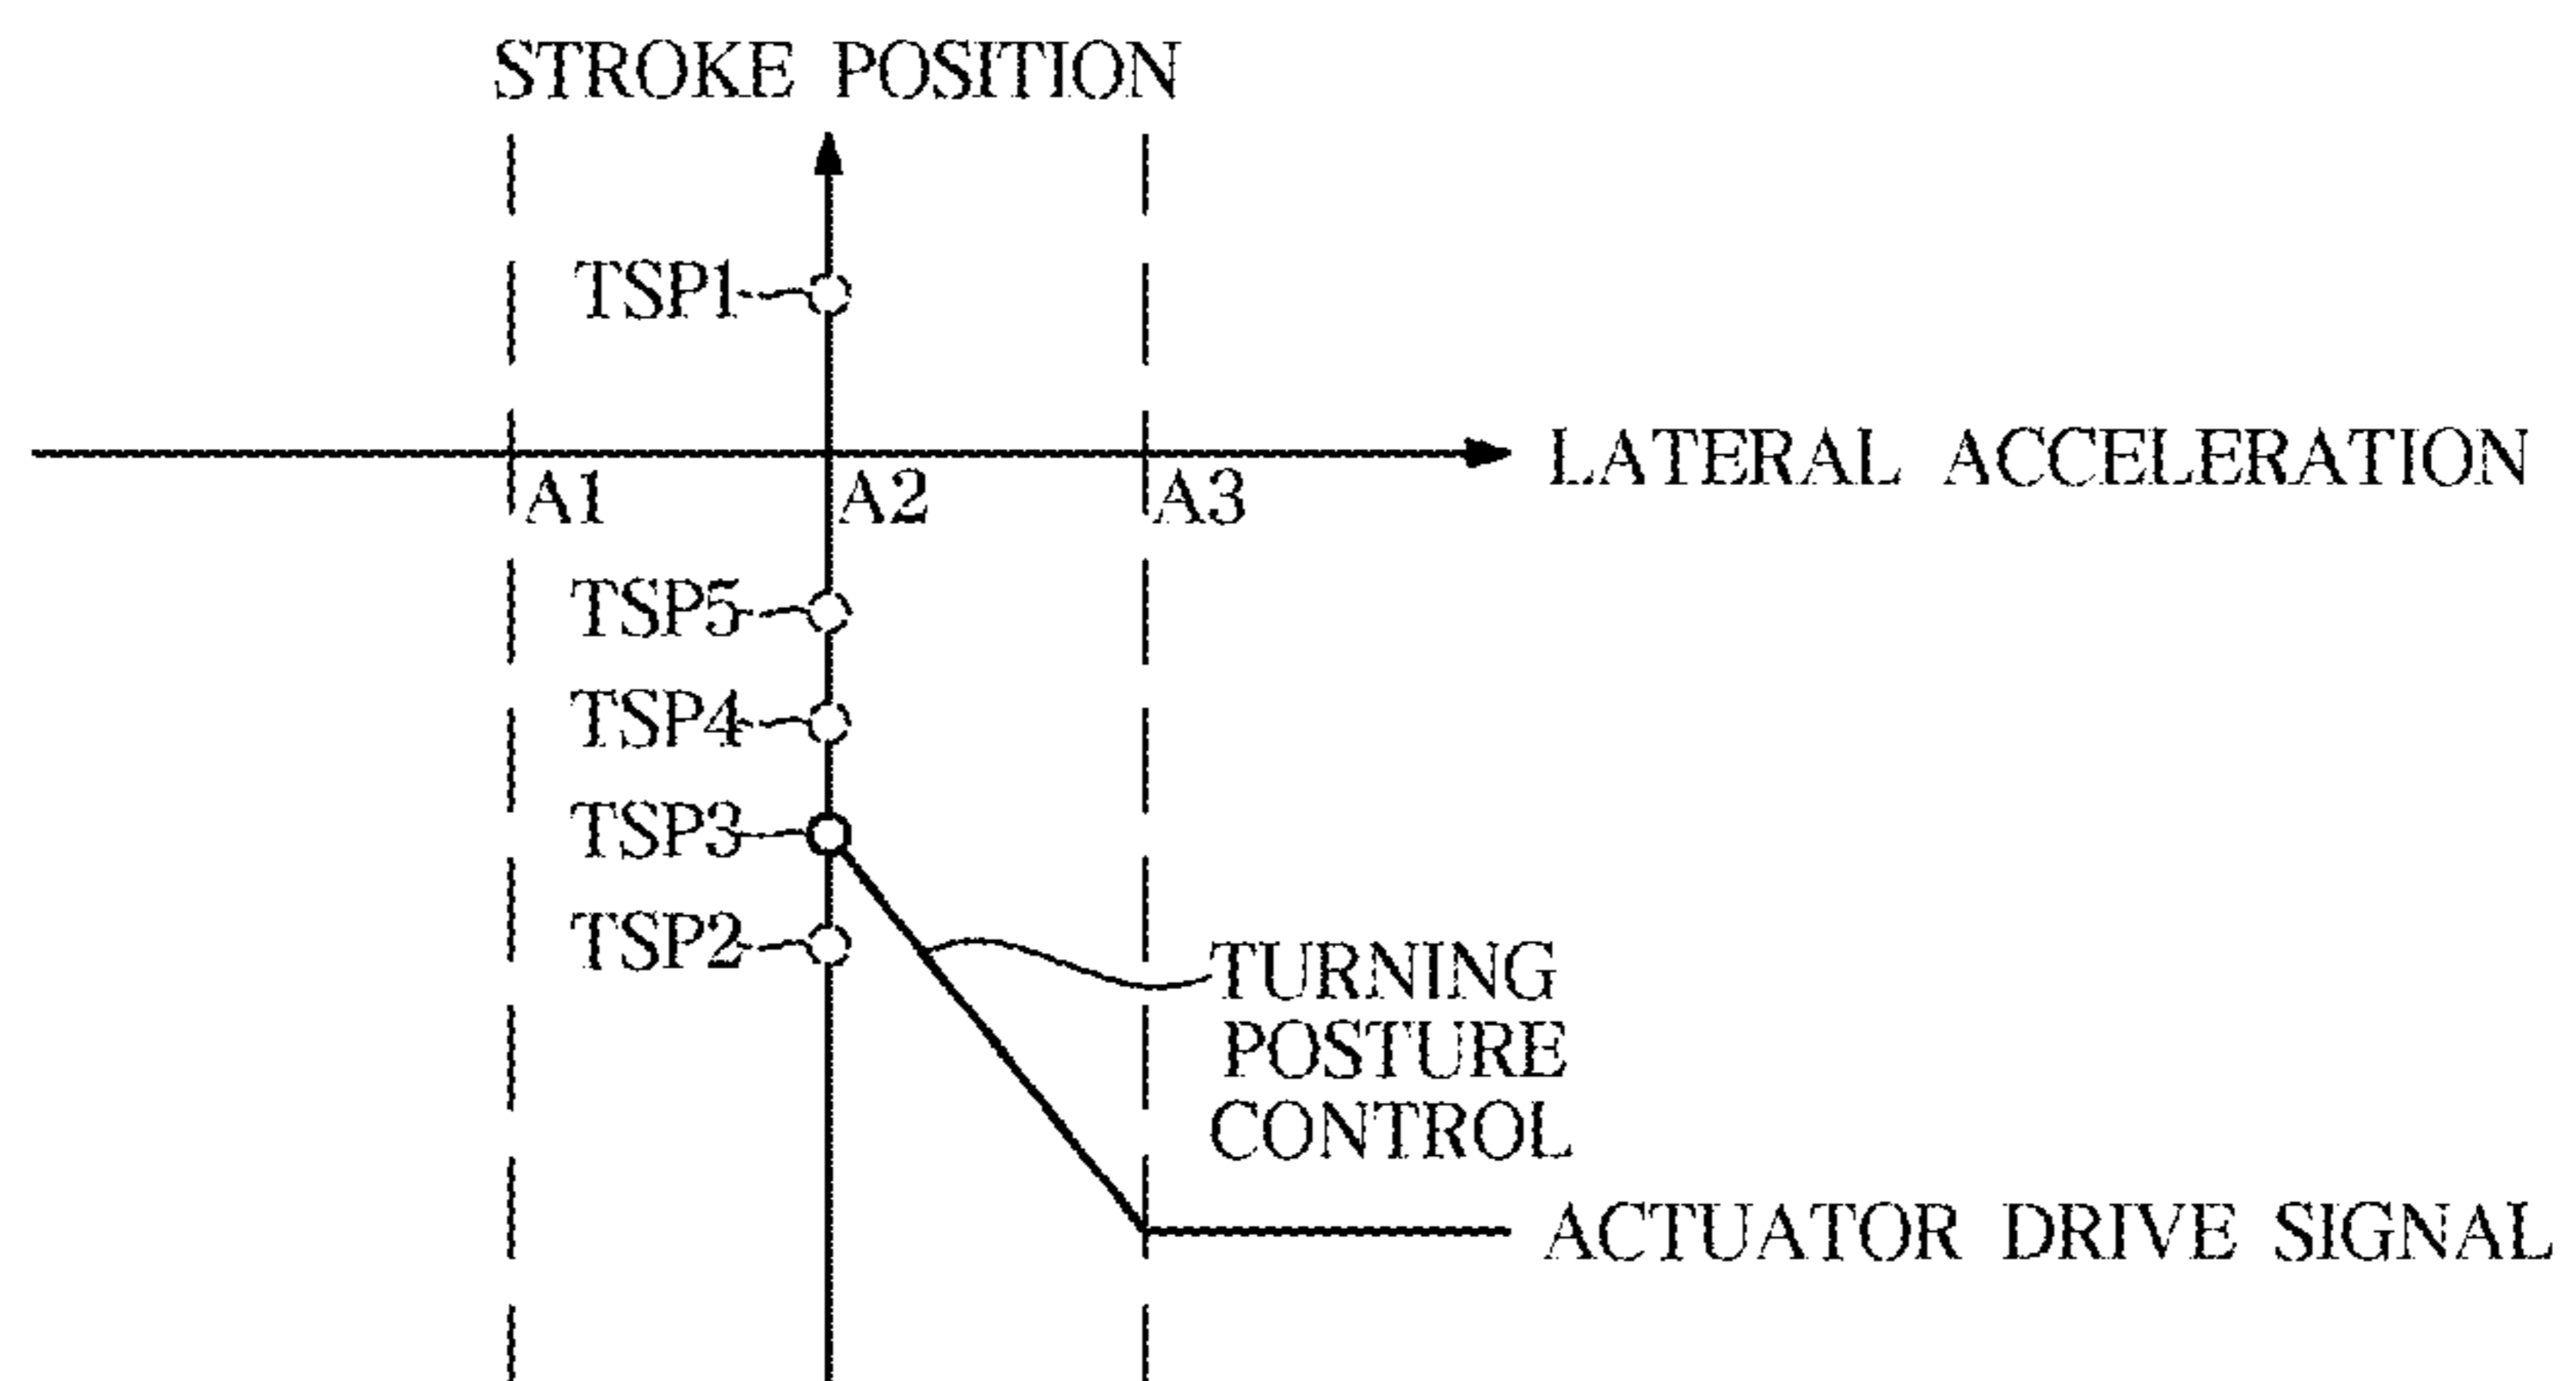 STROKE POSITION
TSP1
LATERAL ACCELERATION
A1
A2
A3
TSP5
TSP4
TSP3
TSP2
TURNING
POSTURE
CONTROL
ACTUATOR DRIVE SIGNAL